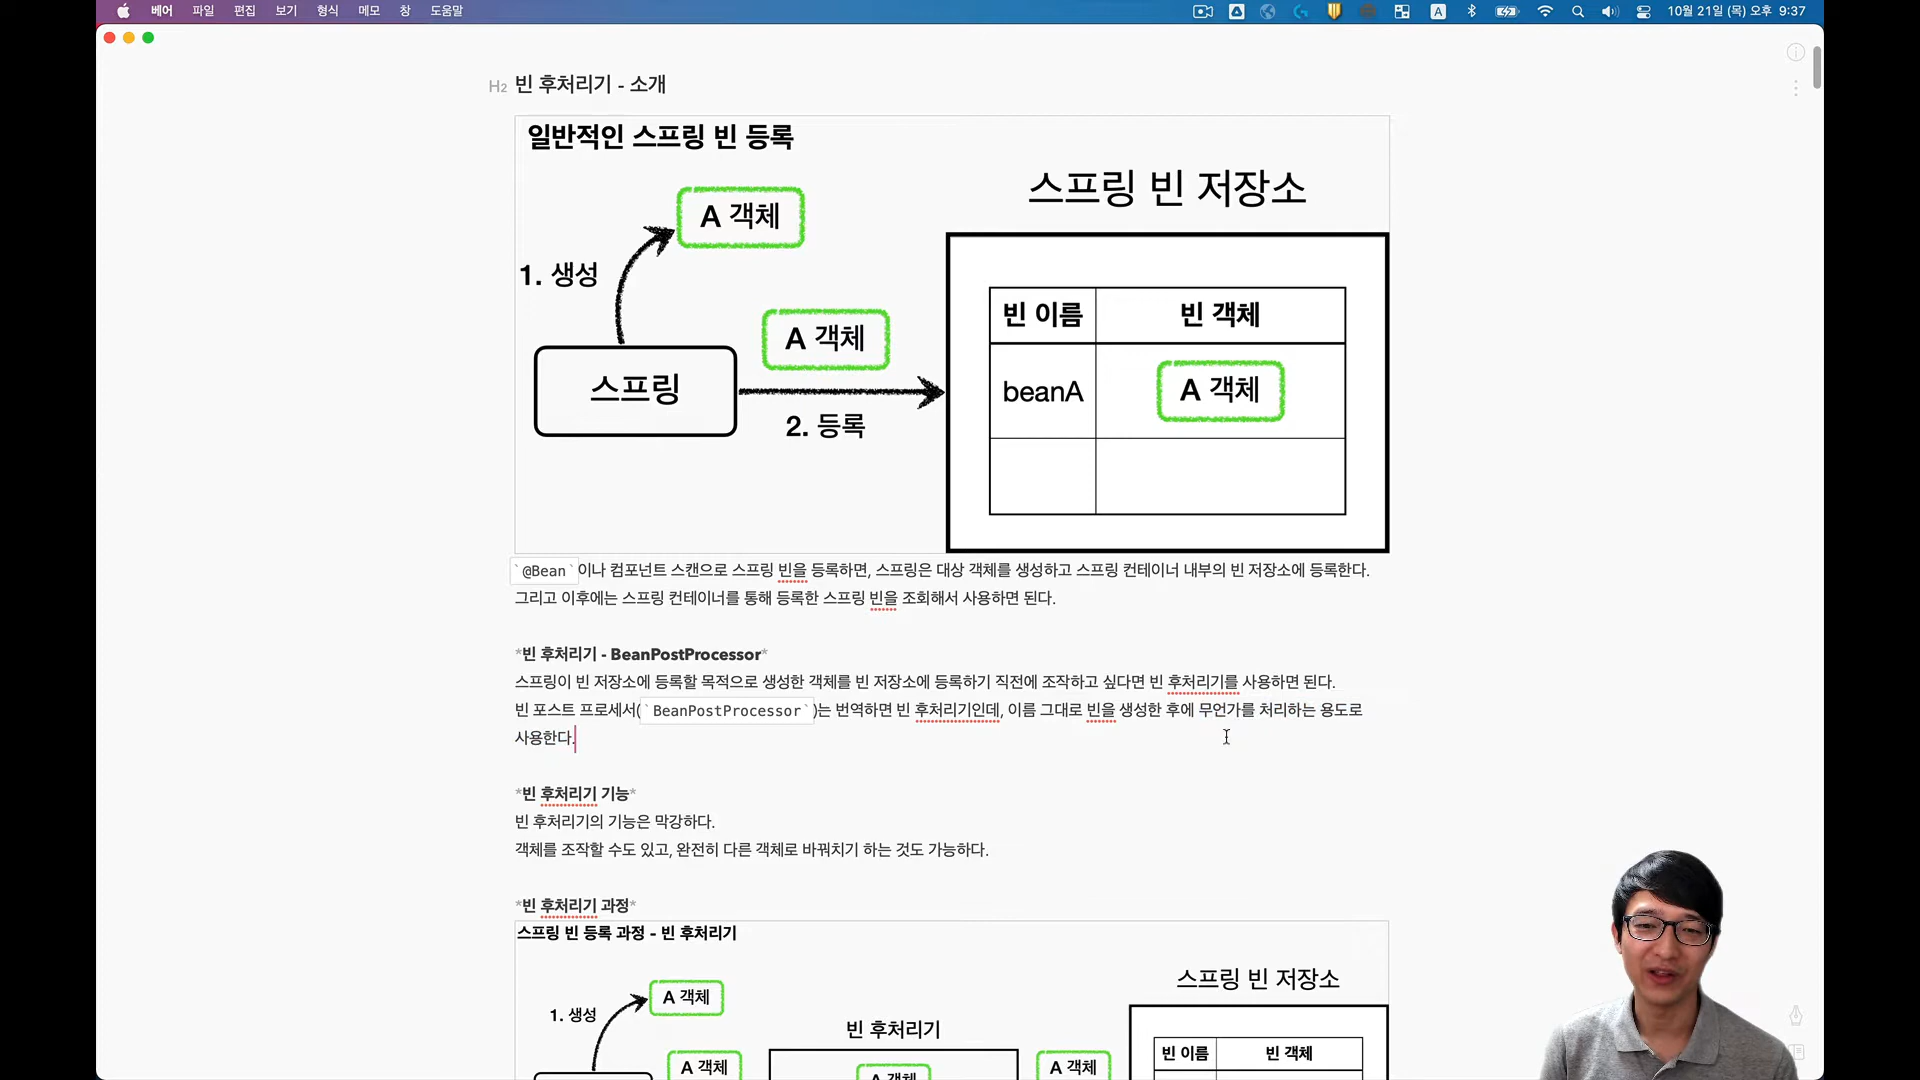 베어 파일 편집 보기 형식 메모 창 도움말
A
10월 21일 (목) 오후 9:37
H2 빈 후처리기 - 소개
일반적인 스프링 빈 등록
스프링 빈 저장소
A 객체
1. 생성
빈 이름 빈 객체
A 객체
스프링
beanA A 객체
2. 등록
`@Bean`이나 컴포넌트 스캔으로 스프링 빈을 등록하면, 스프링은 대상 객체를 생성하고 스프링 컨테이너 내부의 빈 저장소에 등록한다.
그리고 이후에는 스프링 컨테이너를 통해 등록한 스프링 빈을 조회해서 사용하면 된다.
*빈 후처리기 - BeanPostProcessor*
스프링이 빈 저장소에 등록할 목적으로 생성한 객체를 빈 저장소에 등록하기 직전에 조작하고 싶다면 빈 후처리기를 사용하면 된다.
빈 포스트 프로세서(`BeanPostProcessor`)는 번역하면 빈 후처리기인데, 이름 그대로 빈을 생성한 후에 무언가를 처리하는 용도로
사용한다.
*빈 후처리기 기능*
빈 후처리기의 기능은 막강하다.
객체를 조작할 수도 있고, 완전히 다른 객체로 바꿔치기 하는 것도 가능하다.
*빈 후처리기 과정*
스프링 빈 등록 과정 - 빈 후처리기
스프링 빈 저장소
A 객체
1. 생성
빈 후처리기
빈 이름 빈 객체
A 객체 A 객체 A 객체